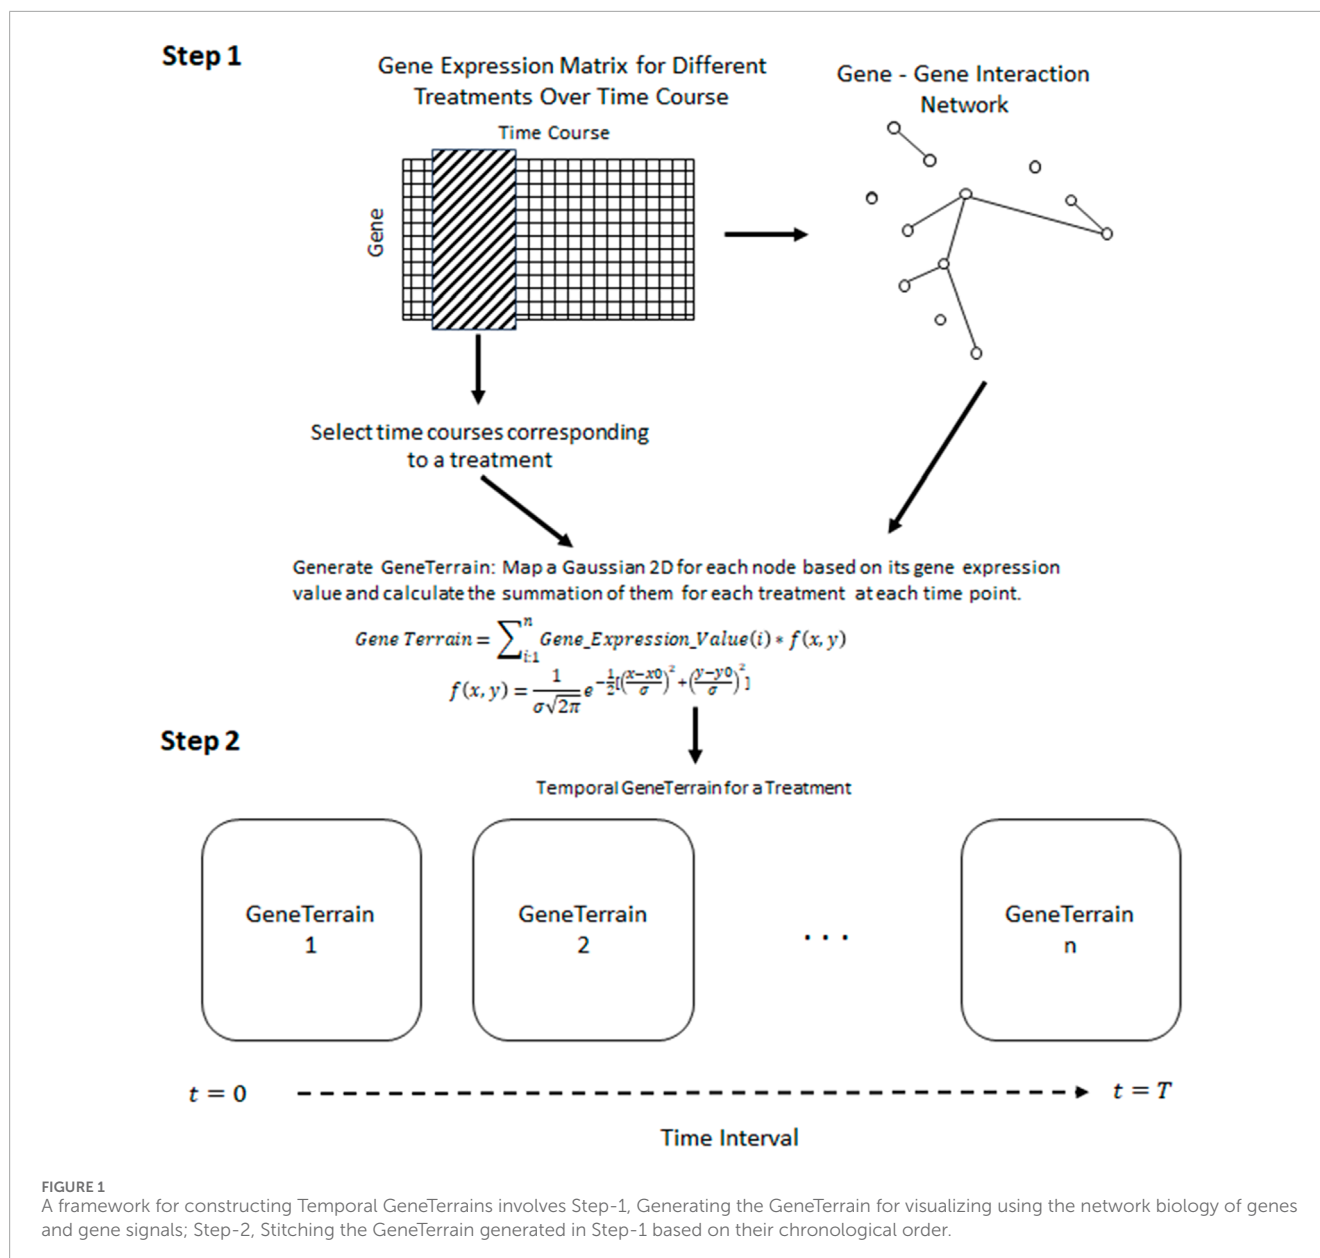 Step 1
Gene Expression Matrix for Different
Treatments Over Time Course
Time Course
Gene
Gene - Gene Interaction
Network
Select time courses corresponding
to a treatment
Generate GeneTerrain: Map a Gaussian 2D for each node based on its gene expression
value and calculate the summation of them for each treatment at each time point.
Gene Terrain = ∑ⁿᵢ:₁ Gene_Expression_Value(i) * f(x, y)
f(x, y) = 1/(σ√2π) e^(-½[((x-x0)/σ)² + ((y-y0)/σ)²])
Step 2
Temporal GeneTerrain for a Treatment
GeneTerrain
1
GeneTerrain
2
. . .
GeneTerrain
n
t = 0
t = T
Time Interval
FIGURE 1
A framework for constructing Temporal GeneTerrains involves Step-1, Generating the GeneTerrain for visualizing using the network biology of genes
and gene signals; Step-2, Stitching the GeneTerrain generated in Step-1 based on their chronological order.